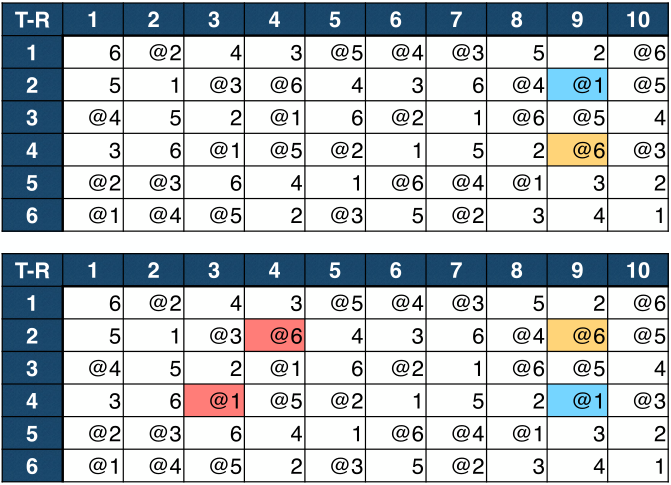 T-R 1 2 3 4 5 6 7 8 9 10
1 6 @2 4 3 @5 @4 @3 5 2 @6
2 5 1 @3 @6 4 3 6 @4 @1 @5
3 @4 5 2 @1 6 @2 1 @6 @5 4
4 3 6 @1 @5 @2 1 5 2 @6 @3
5 @2 @3 6 4 1 @6 @4 @1 3 2
6 @1 @4 @5 2 @3 5 @2 3 4 1
T-R 1 2 3 4 5 6 7 8 9 10
1 6 @2 4 3 @5 @4 @3 5 2 @6
2 5 1 @3 @6 4 3 6 @4 @6 @5
3 @4 5 2 @1 6 @2 1 @6 @5 4
4 3 6 @1 @5 @2 1 5 2 @1 @3
5 @2 @3 6 4 1 @6 @4 @1 3 2
6 @1 @4 @5 2 @3 5 @2 3 4 1